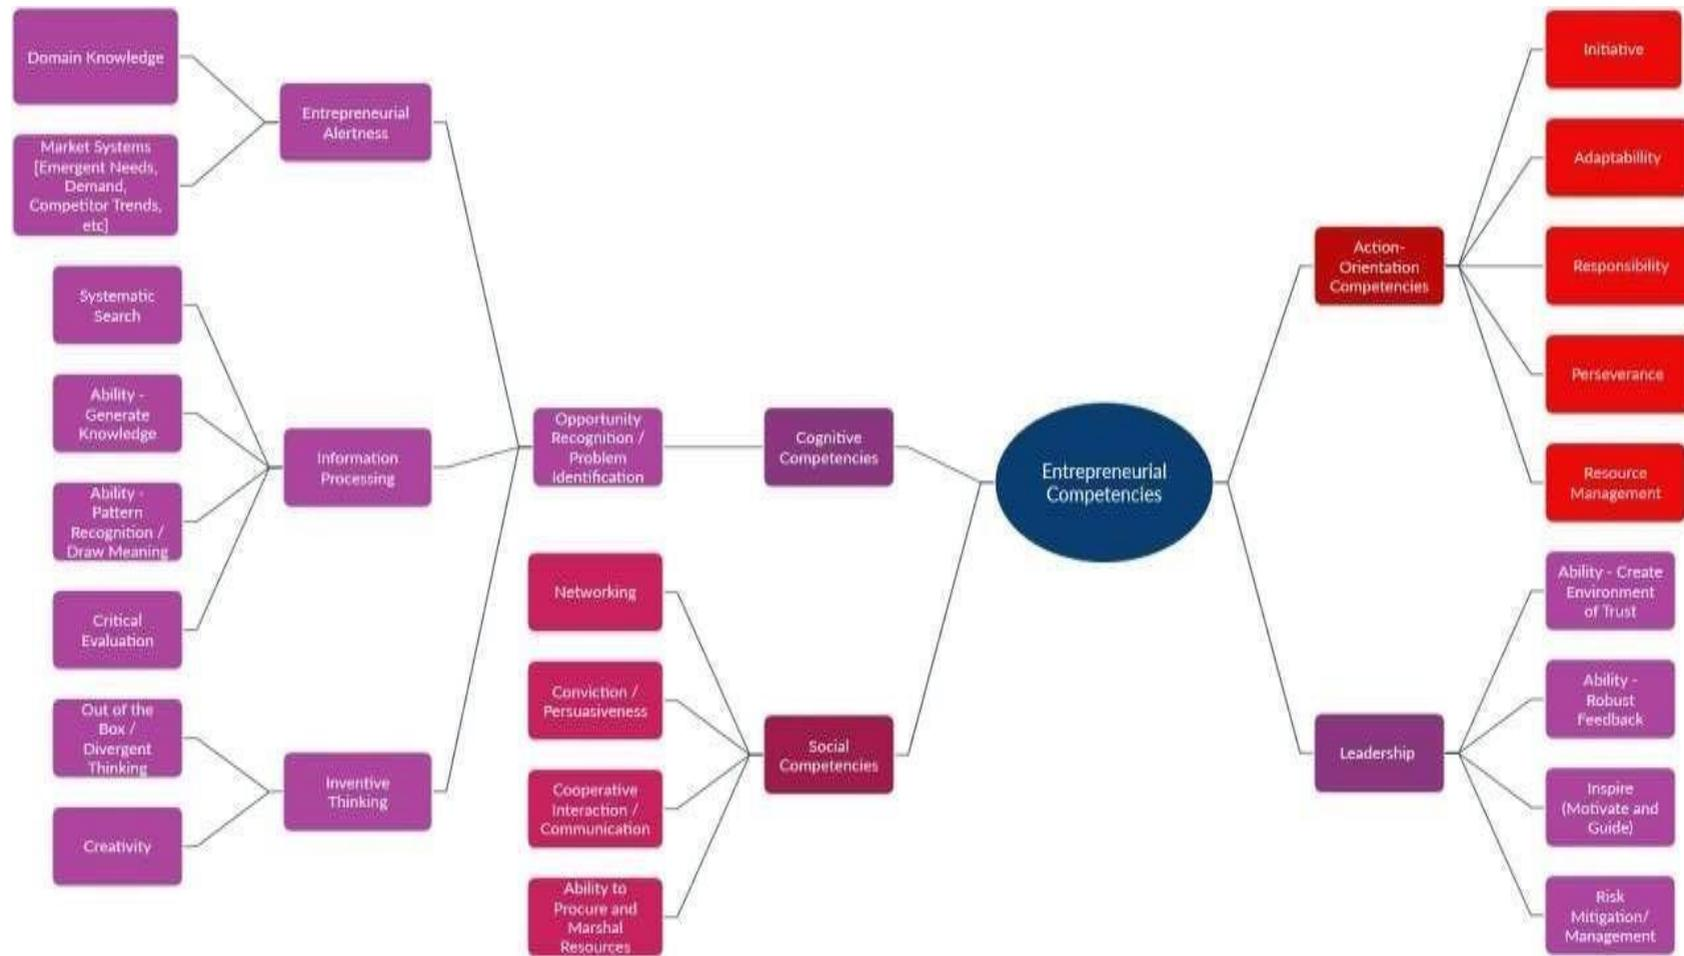 Domain Knowledge
Market Systems
[Emergent Needs,
Demand,
Competitor Trends,
etc]
Entrepreneurial
Alertness
Systematic
Search
Ability -
Generate
Knowledge
Ability -
Pattern
Recognition /
Draw Meaning
Critical
Evaluation
Information
Processing
Out of the
Box /
Divergent
Thinking
Creativity
Inventive
Thinking
Opportunity
Recognition /
Problem
Identification
Cognitive
Competencies
Networking
Conviction /
Persuasiveness
Cooperative
Interaction /
Communication
Ability to
Procure and
Marshal
Resources
Social
Competencies
Entrepreneurial
Competencies
Action-
Orientation
Competencies
Initiative
Adaptabillity
Responsibility
Perseverance
Resource
Management
Leadership
Ability - Create
Environment
of Trust
Ability -
Robust
Feedback
Inspire
(Motivate and
Guide)
Risk
Mitigation/
Management